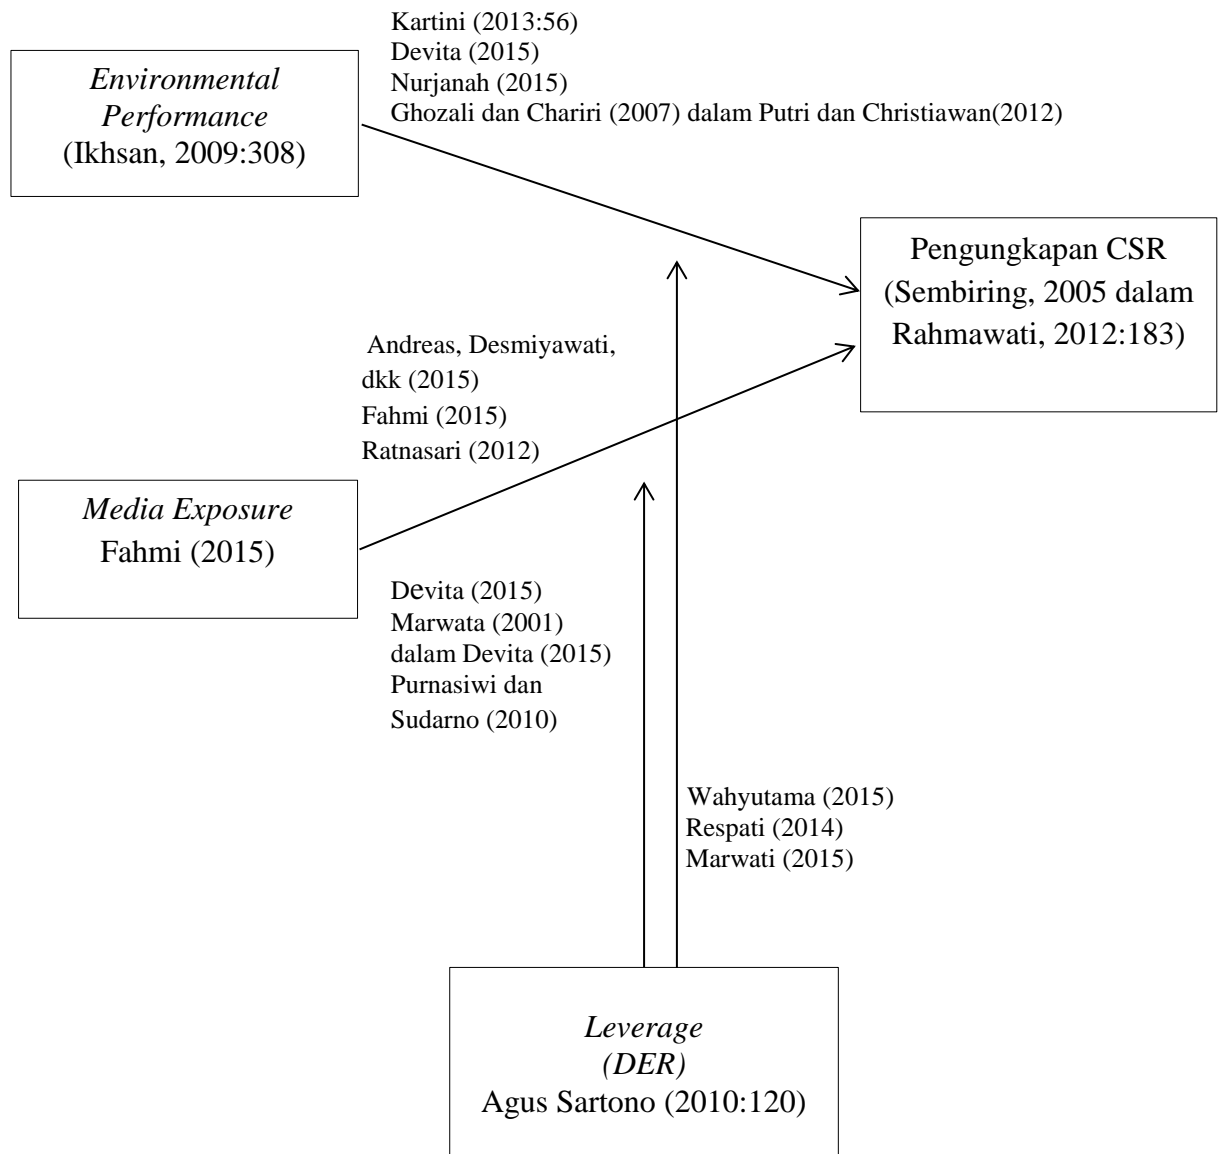 Kartini (2013:56)
Devita (2015)
Nurjanah (2015)
Ghozali dan Chariri (2007) dalam Putri dan Christiawan(2012)
Environmental
Performance
(Ikhsan, 2009:308)
Pengungkapan CSR
(Sembiring, 2005 dalam
Rahmawati, 2012:183)
Andreas, Desmiyawati,
dkk (2015)
Fahmi (2015)
Ratnasari (2012)
Media Exposure
Fahmi (2015)
Devita (2015)
Marwata (2001)
dalam Devita (2015)
Purnasiwi dan
Sudarno (2010)
Wahyutama (2015)
Respati (2014)
Marwati (2015)
Leverage
(DER)
Agus Sartono (2010:120)